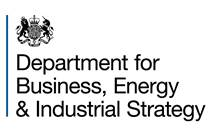 Department for
Business, Energy
& Industrial Strategy